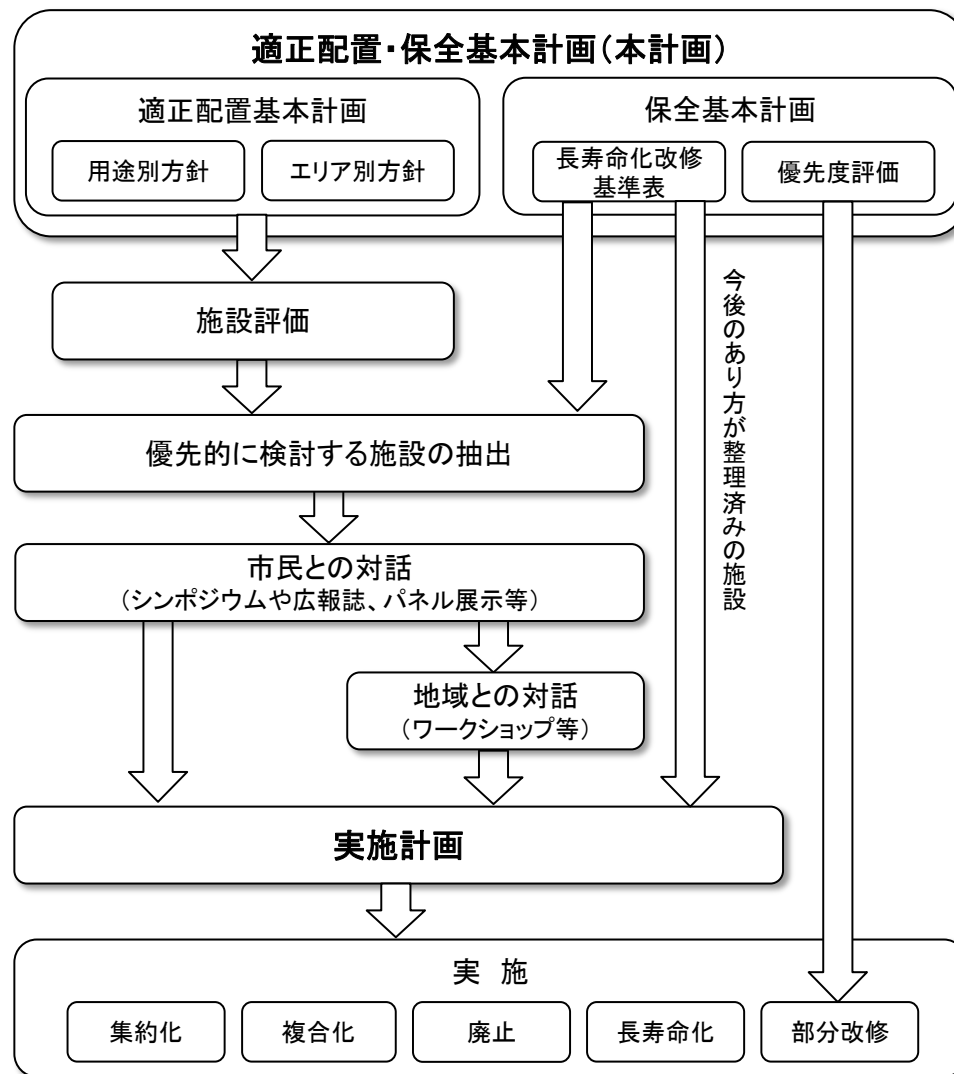 適正配置・保全基本計画(本計画)
適正配置基本計画
用途別方針
エリア別方針
保全基本計画
長寿命化改修
基準表
優先度評価
施設評価
今後のあり方が整理済みの施設
優先的に検討する施設の抽出
市民との対話
(シンポジウムや広報誌、パネル展示等)
地域との対話
(ワークショップ等)
実施計画
実 施
集約化
複合化
廃止
長寿命化
部分改修